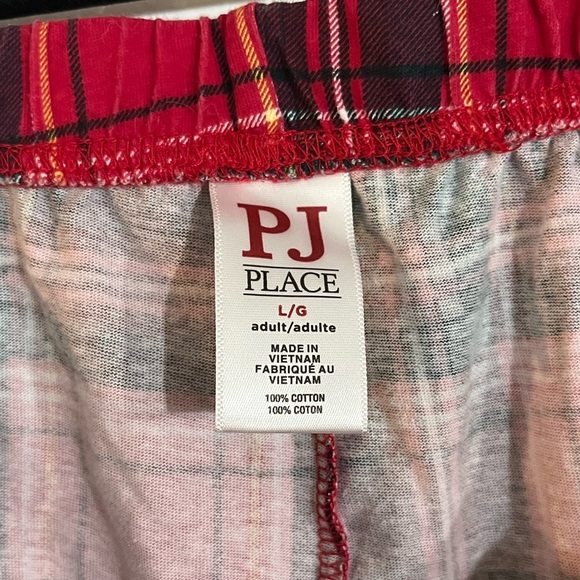 PJ
PLACE
L/G
adult/adulte
MADE IN
VIETNAM
FABRIQUÉ AU
VIETNAM
100% COTTON
100% COTON